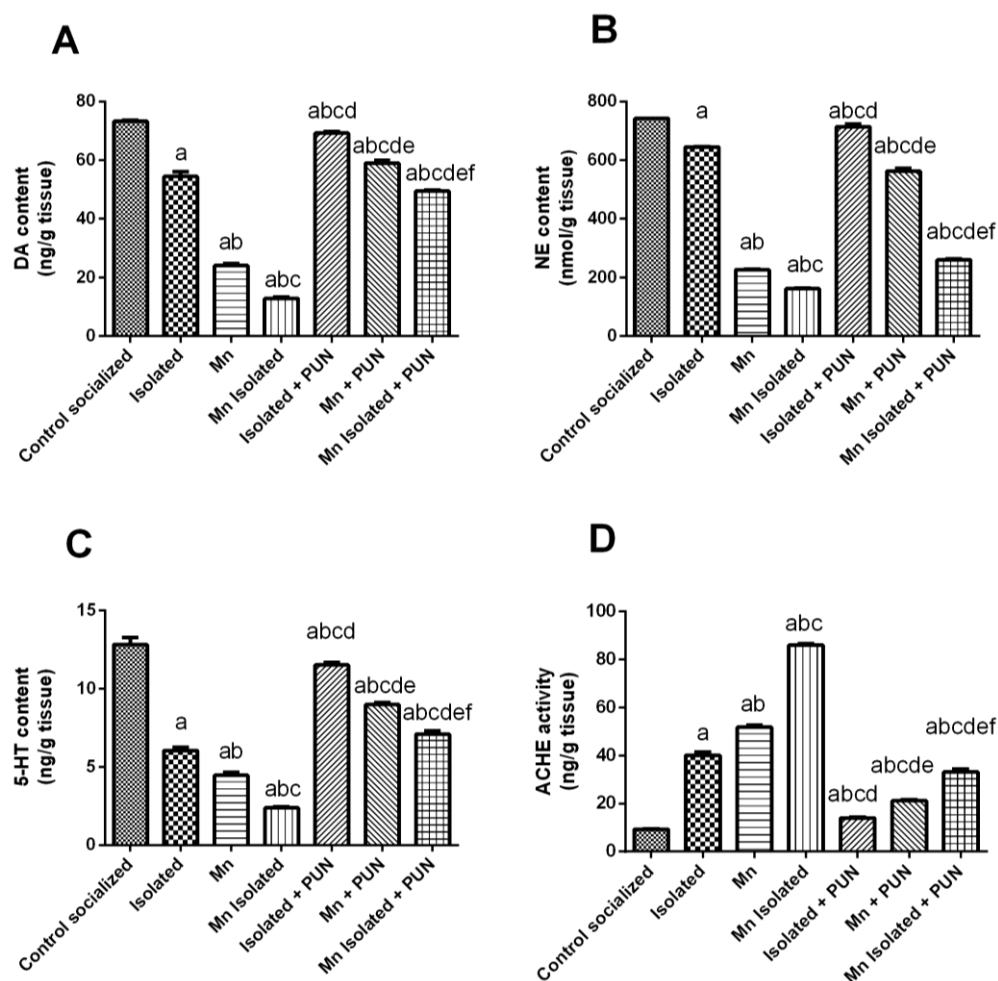 A
DA content
(ng/g tissue)
80
60
40
20
0
a
ab
abc
abcd
abcde
abcdef
Control socialized
Isolated
Mn
Mn Isolated
Isolated + PUN
Mn + PUN
Mn Isolated + PUN
B
NE content
(nmol/g tissue)
800
600
400
200
0
a
ab
abc
abcd
abcde
abcdef
Control socialized
Isolated
Mn
Mn Isolated
Isolated + PUN
Mn + PUN
Mn Isolated + PUN
C
5-HT content
(ng/g tissue)
15
10
5
0
a
ab
abc
abcd
abcde
abcdef
Control socialized
Isolated
Mn
Mn Isolated
Isolated + PUN
Mn + PUN
Mn Isolated + PUN
D
ACHE activity
(ng/g tissue)
100
80
60
40
20
0
a
ab
abc
abcd
abcde
abcdef
Control socialized
Isolated
Mn
Mn Isolated
Isolated + PUN
Mn + PUN
Mn Isolated + PUN